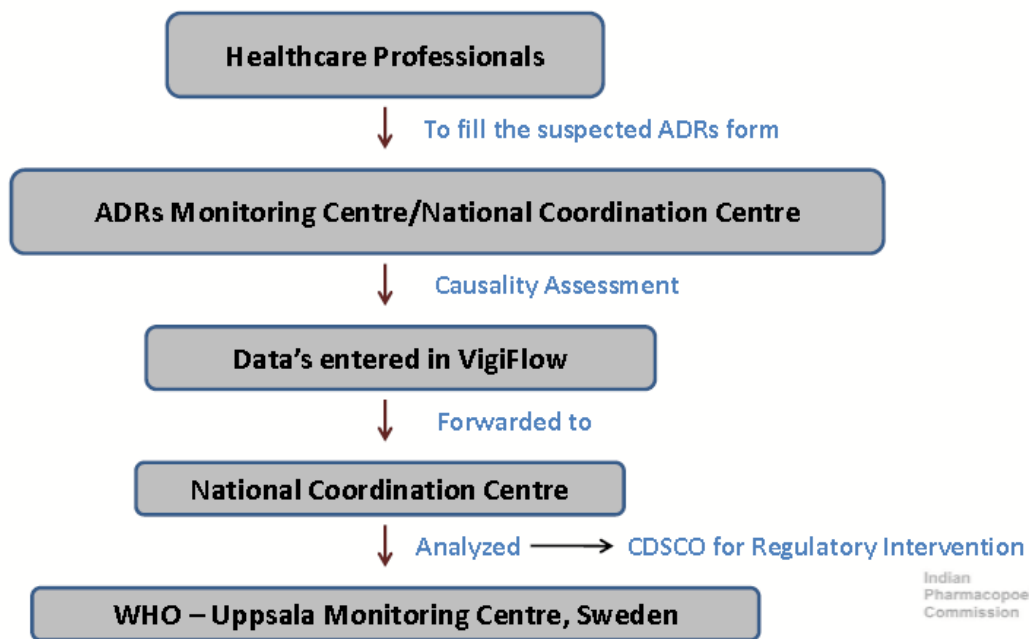 Healthcare Professionals
To fill the suspected ADRs form
ADRs Monitoring Centre/National Coordination Centre
Causality Assessment
Data's entered in VigiFlow
Forwarded to
National Coordination Centre
Analyzed CDSCO for Regulatory Intervention
WHO – Uppsala Monitoring Centre, Sweden
Indian
Pharmacopoe
Commission